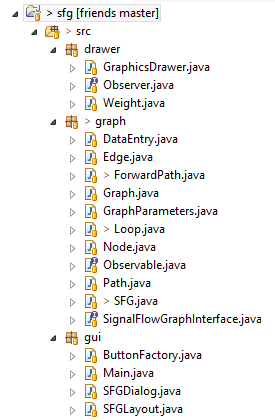 > sfg [friends master]
> src
drawer
GraphicsDrawer.java
Observer.java
Weight.java
> graph
DataEntry.java
Edge.java
> ForwardPath.java
Graph.java
GraphParameters.java
> Loop.java
Node.java
Observable.java
Path.java
> SFG.java
SignalFlowGraphInterface.java
gui
ButtonFactory.java
Main.java
SFGDialog.java
SFGLayout.java